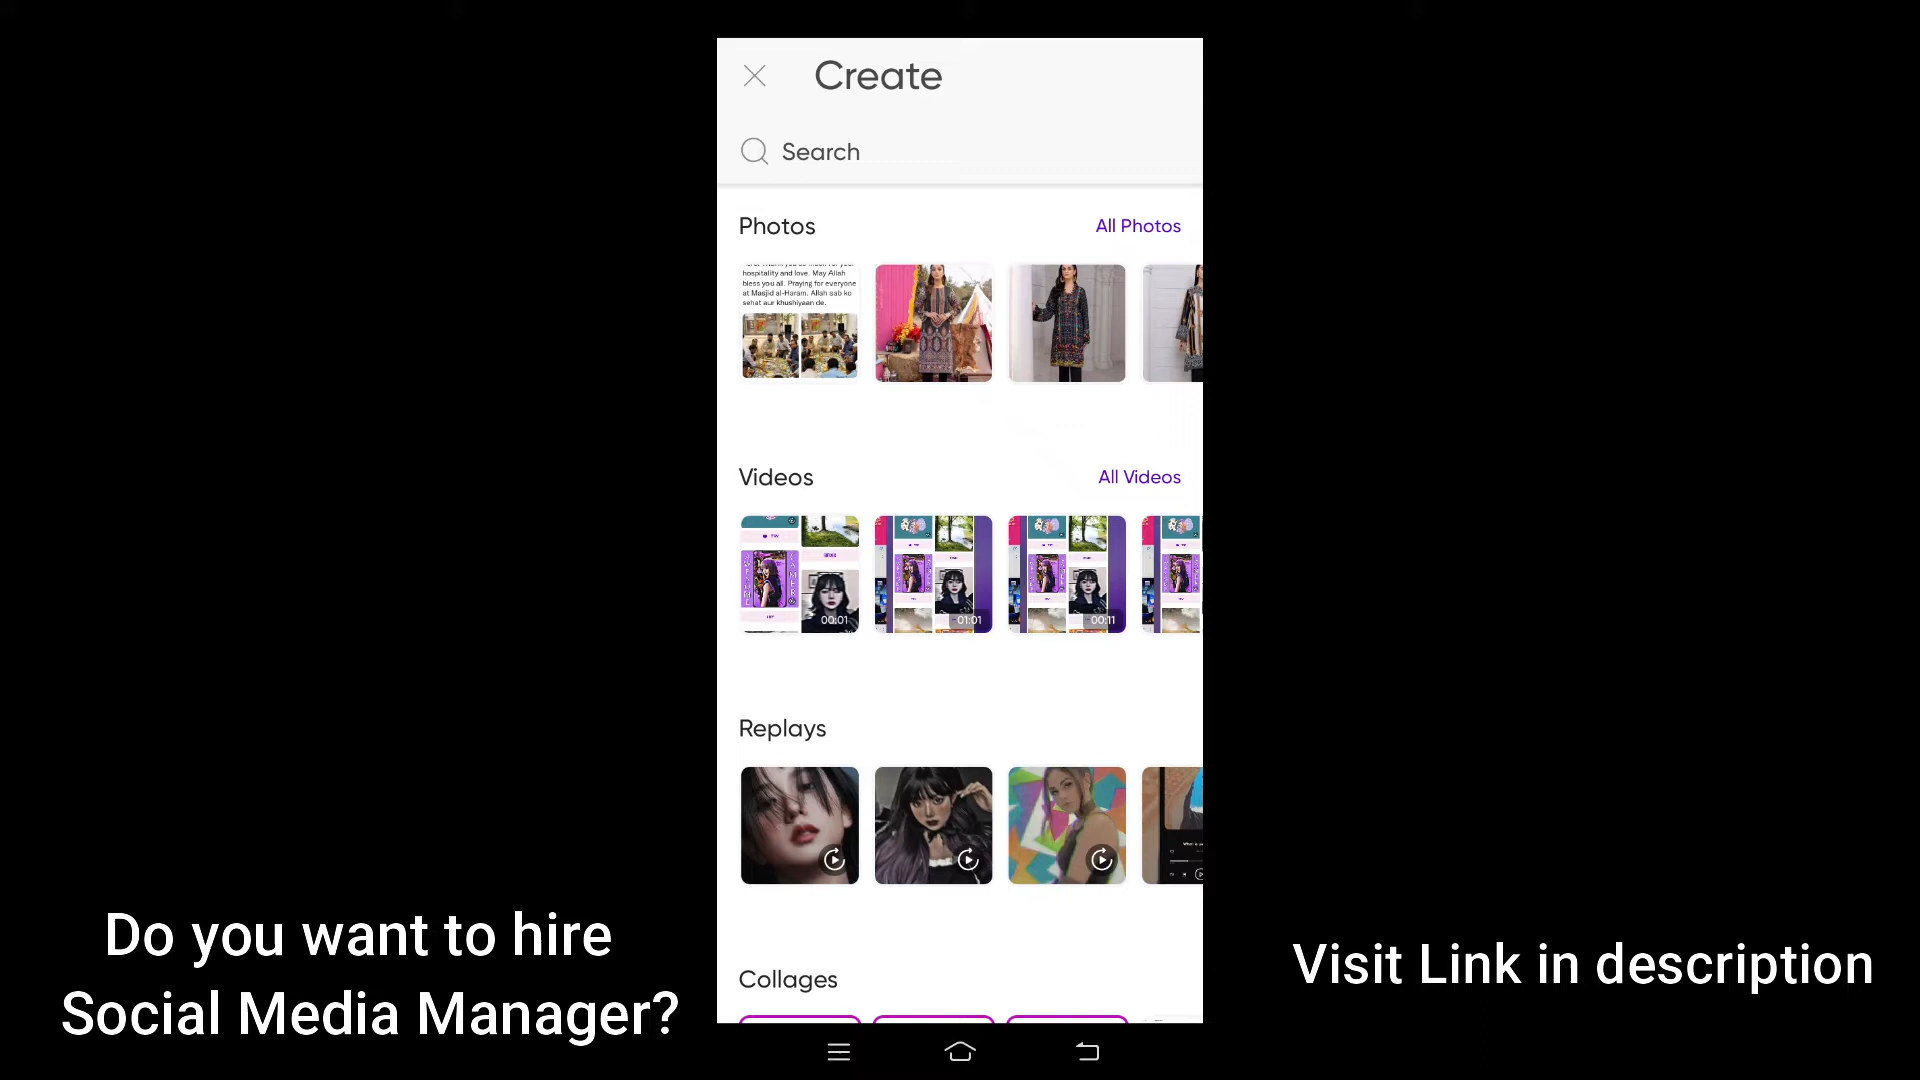 Create
Search
Photos
All Photos
hospitality and love. May Allah
bless you all. Praying for everyone
at Masjid al-Haram. Allah sab ko
sehat aur khushiyaan de.
Videos
All Videos
TRY
00:01
01:01
00:11
Replays
Collages
Do you want to hire
Social Media Manager?
Visit Link in description